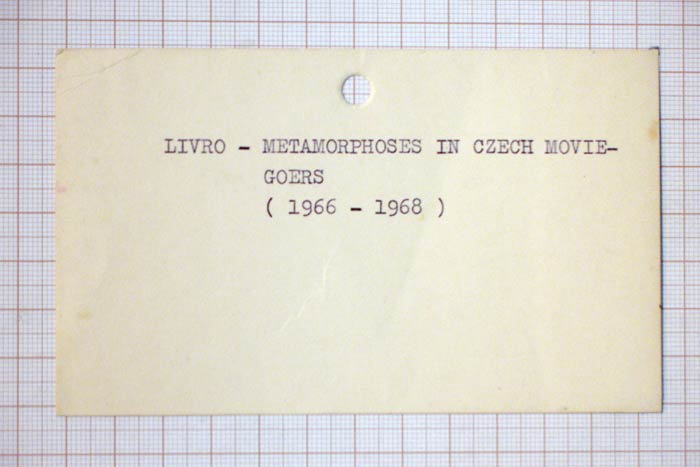 LIVRO - METAMORPHOSES IN CZECH MOVIE-
GOERS
( 1966 - 1968 )